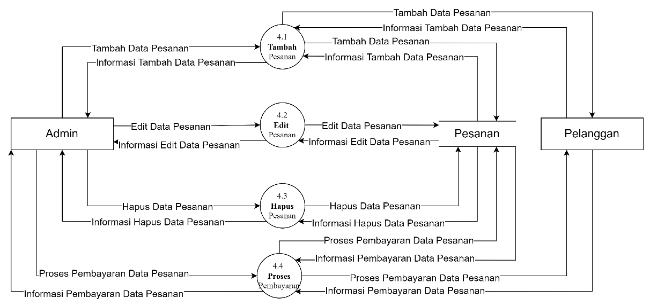 Tambah Data Pesanan
Informasi Tambah Data Pesanan
4.1
Tambah
Pesanan
Tambah Data Pesanan
Tambah Data Pesanan
Informasi Tambah Data Pesanan
Informasi Tambah Data Pesanan
4.2
Edit
Pesanan
Admin
Edit Data Pesanan
Edit Data Pesanan
Pesanan
Pelanggan
Informasi Edit Data Pesanan
Informasi Edit Data Pesanan
4.3
Hapus
Pesanan
Hapus Data Pesanan
Hapus Data Pesanan
Informasi Hapus Data Pesanan
Informasi Hapus Data Pesanan
Proses Pembayaran Data Pesanan
4.4
Proses
Pembayaran
Informasi Pembayaran Data Pesanan
Proses Pembayaran Data Pesanan
Proses Pembayaran Data Pesanan
Informasi Pembayaran Data Pesanan
Informasi Pembayaran Data Pesanan